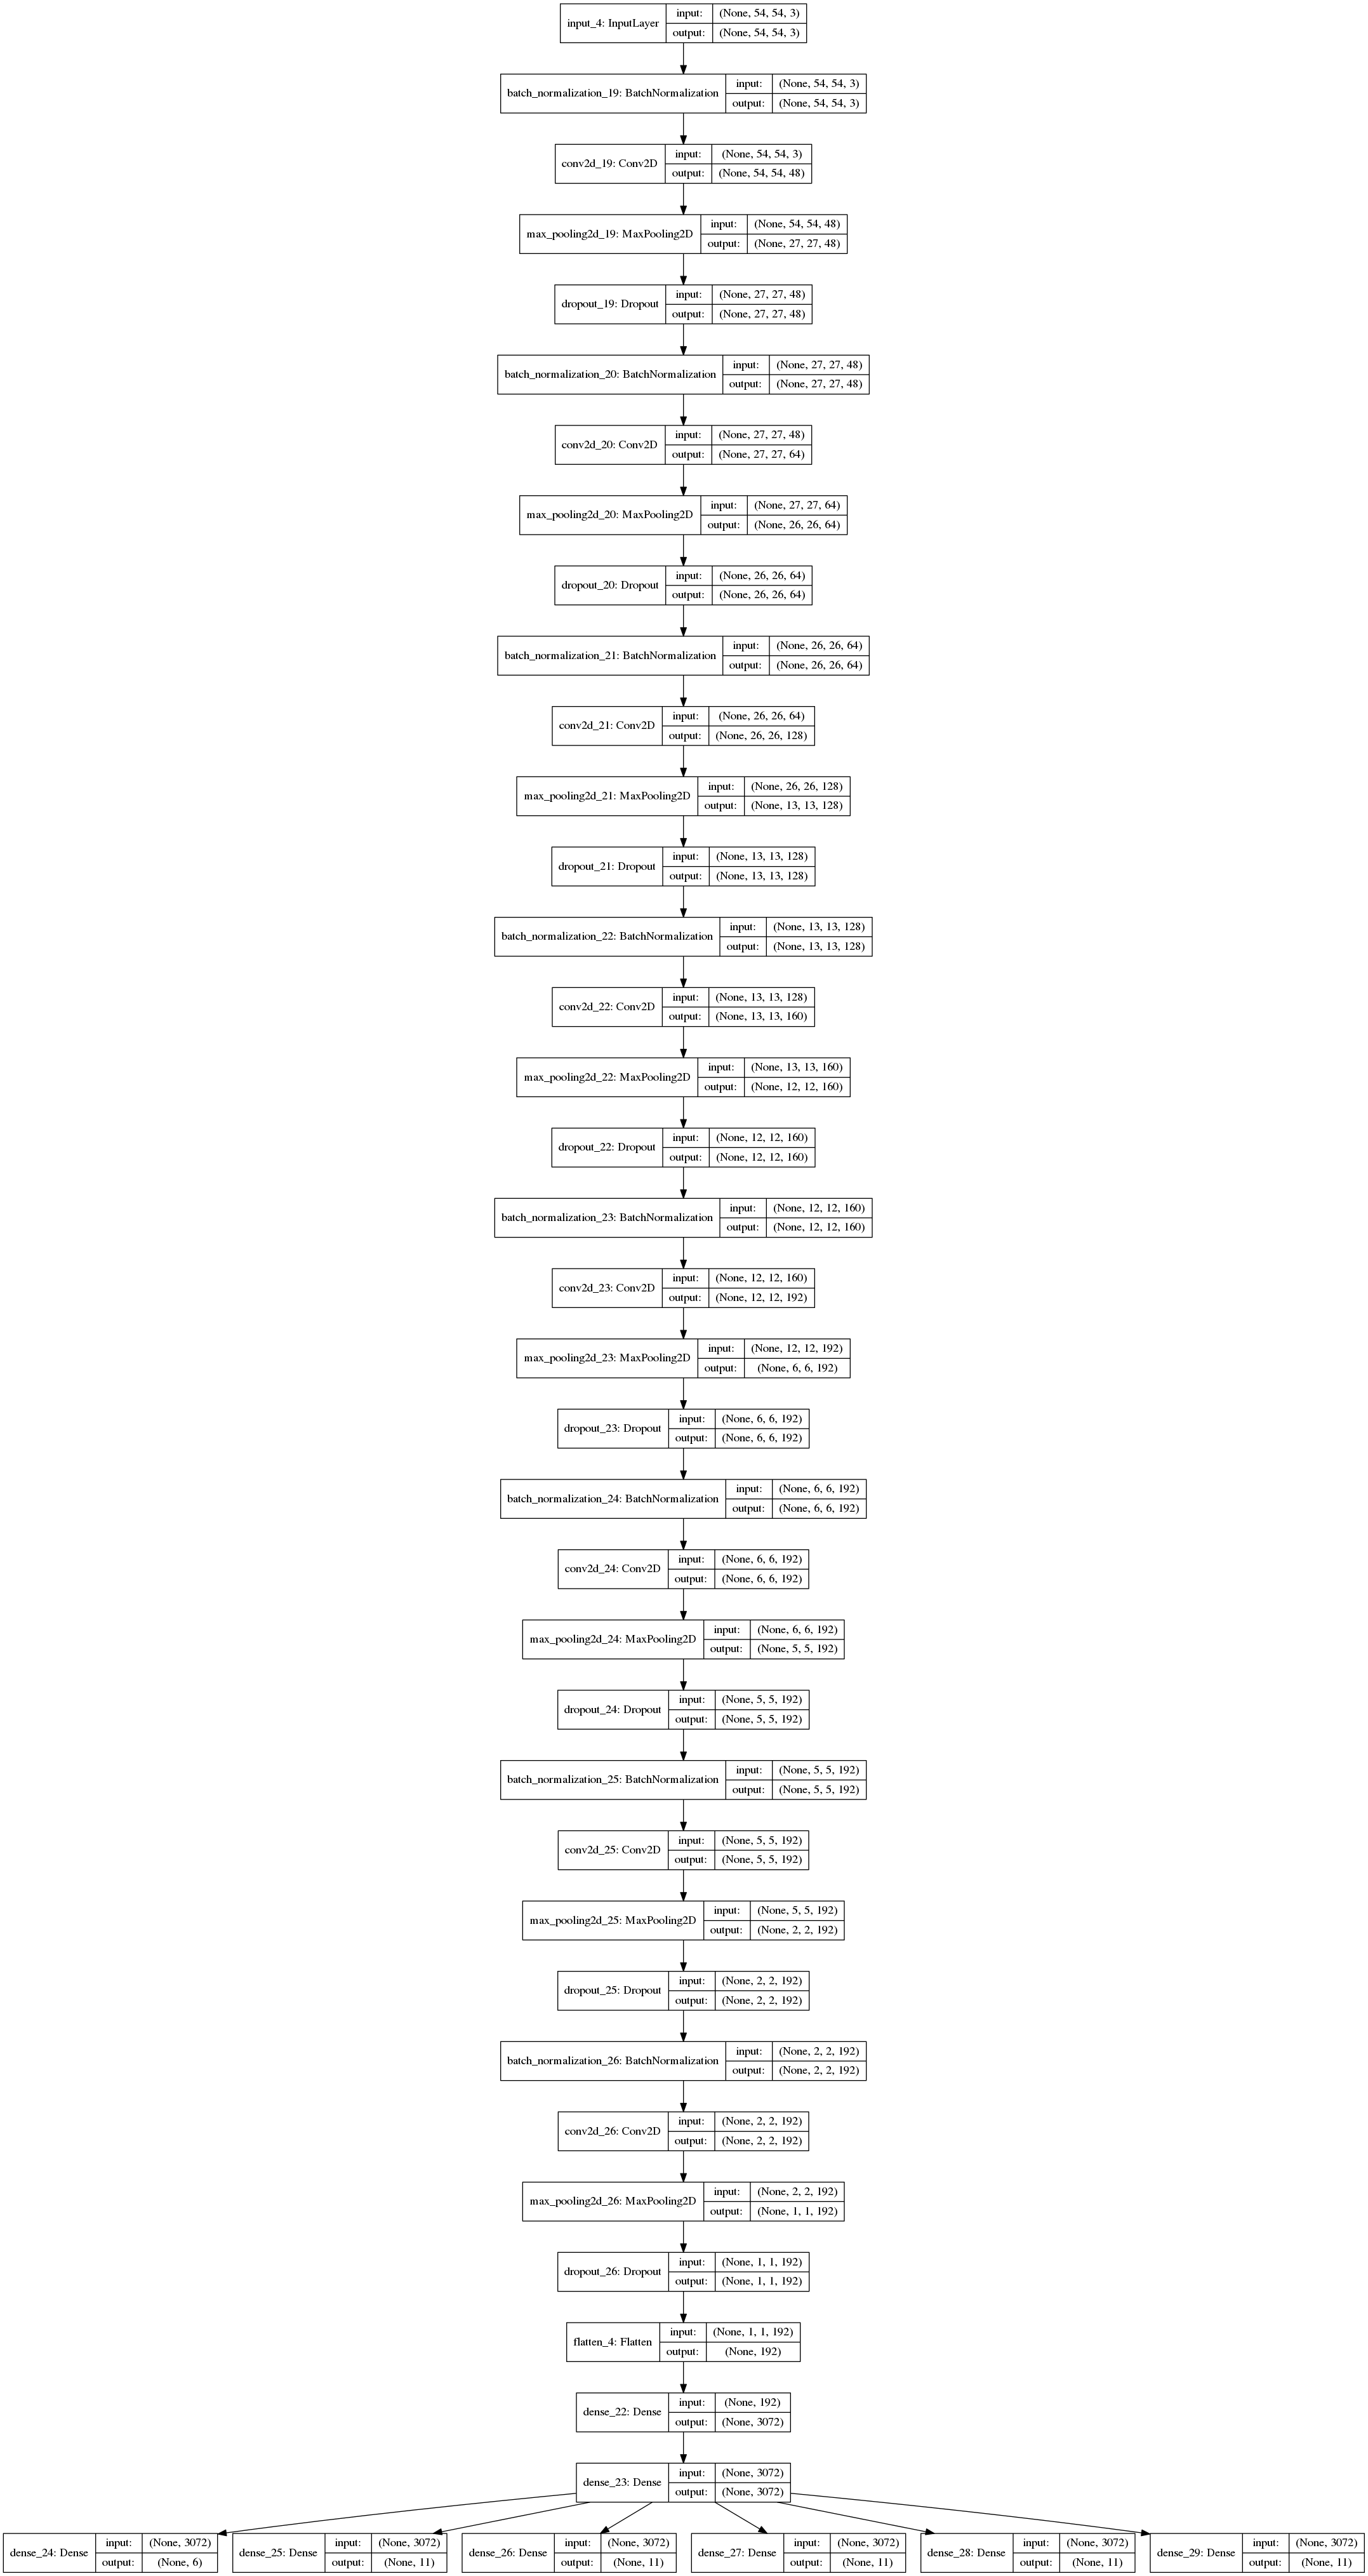 input_4: InputLayer input: (None, 54, 54, 3)
output: (None, 54, 54, 3)
batch_normalization_19: BatchNormalization input: (None, 54, 54, 3)
output: (None, 54, 54, 3)
conv2d_19: Conv2D input: (None, 54, 54, 3)
output: (None, 54, 54, 48)
max_pooling2d_19: MaxPooling2D input: (None, 54, 54, 48)
output: (None, 27, 27, 48)
dropout_19: Dropout input: (None, 27, 27, 48)
output: (None, 27, 27, 48)
batch_normalization_20: BatchNormalization input: (None, 27, 27, 48)
output: (None, 27, 27, 48)
conv2d_20: Conv2D input: (None, 27, 27, 48)
output: (None, 27, 27, 64)
max_pooling2d_20: MaxPooling2D input: (None, 27, 27, 64)
output: (None, 26, 26, 64)
dropout_20: Dropout input: (None, 26, 26, 64)
output: (None, 26, 26, 64)
batch_normalization_21: BatchNormalization input: (None, 26, 26, 64)
output: (None, 26, 26, 64)
conv2d_21: Conv2D input: (None, 26, 26, 64)
output: (None, 26, 26, 128)
max_pooling2d_21: MaxPooling2D input: (None, 26, 26, 128)
output: (None, 13, 13, 128)
dropout_21: Dropout input: (None, 13, 13, 128)
output: (None, 13, 13, 128)
batch_normalization_22: BatchNormalization input: (None, 13, 13, 128)
output: (None, 13, 13, 128)
conv2d_22: Conv2D input: (None, 13, 13, 128)
output: (None, 13, 13, 160)
max_pooling2d_22: MaxPooling2D input: (None, 13, 13, 160)
output: (None, 12, 12, 160)
dropout_22: Dropout input: (None, 12, 12, 160)
output: (None, 12, 12, 160)
batch_normalization_23: BatchNormalization input: (None, 12, 12, 160)
output: (None, 12, 12, 160)
conv2d_23: Conv2D input: (None, 12, 12, 160)
output: (None, 12, 12, 192)
max_pooling2d_23: MaxPooling2D input: (None, 12, 12, 192)
output: (None, 6, 6, 192)
dropout_23: Dropout input: (None, 6, 6, 192)
output: (None, 6, 6, 192)
batch_normalization_24: BatchNormalization input: (None, 6, 6, 192)
output: (None, 6, 6, 192)
conv2d_24: Conv2D input: (None, 6, 6, 192)
output: (None, 6, 6, 192)
max_pooling2d_24: MaxPooling2D input: (None, 6, 6, 192)
output: (None, 5, 5, 192)
dropout_24: Dropout input: (None, 5, 5, 192)
output: (None, 5, 5, 192)
batch_normalization_25: BatchNormalization input: (None, 5, 5, 192)
output: (None, 5, 5, 192)
conv2d_25: Conv2D input: (None, 5, 5, 192)
output: (None, 5, 5, 192)
max_pooling2d_25: MaxPooling2D input: (None, 5, 5, 192)
output: (None, 2, 2, 192)
dropout_25: Dropout input: (None, 2, 2, 192)
output: (None, 2, 2, 192)
batch_normalization_26: BatchNormalization input: (None, 2, 2, 192)
output: (None, 2, 2, 192)
conv2d_26: Conv2D input: (None, 2, 2, 192)
output: (None, 2, 2, 192)
max_pooling2d_26: MaxPooling2D input: (None, 2, 2, 192)
output: (None, 1, 1, 192)
dropout_26: Dropout input: (None, 1, 1, 192)
output: (None, 1, 1, 192)
flatten_4: Flatten input: (None, 1, 1, 192)
output: (None, 192)
dense_22: Dense input: (None, 192)
output: (None, 3072)
dense_23: Dense input: (None, 3072)
output: (None, 3072)
dense_24: Dense input: (None, 3072)
output: (None, 6)
dense_25: Dense input: (None, 3072)
output: (None, 11)
dense_26: Dense input: (None, 3072)
output: (None, 11)
dense_27: Dense input: (None, 3072)
output: (None, 11)
dense_28: Dense input: (None, 3072)
output: (None, 11)
dense_29: Dense input: (None, 3072)
output: (None, 11)